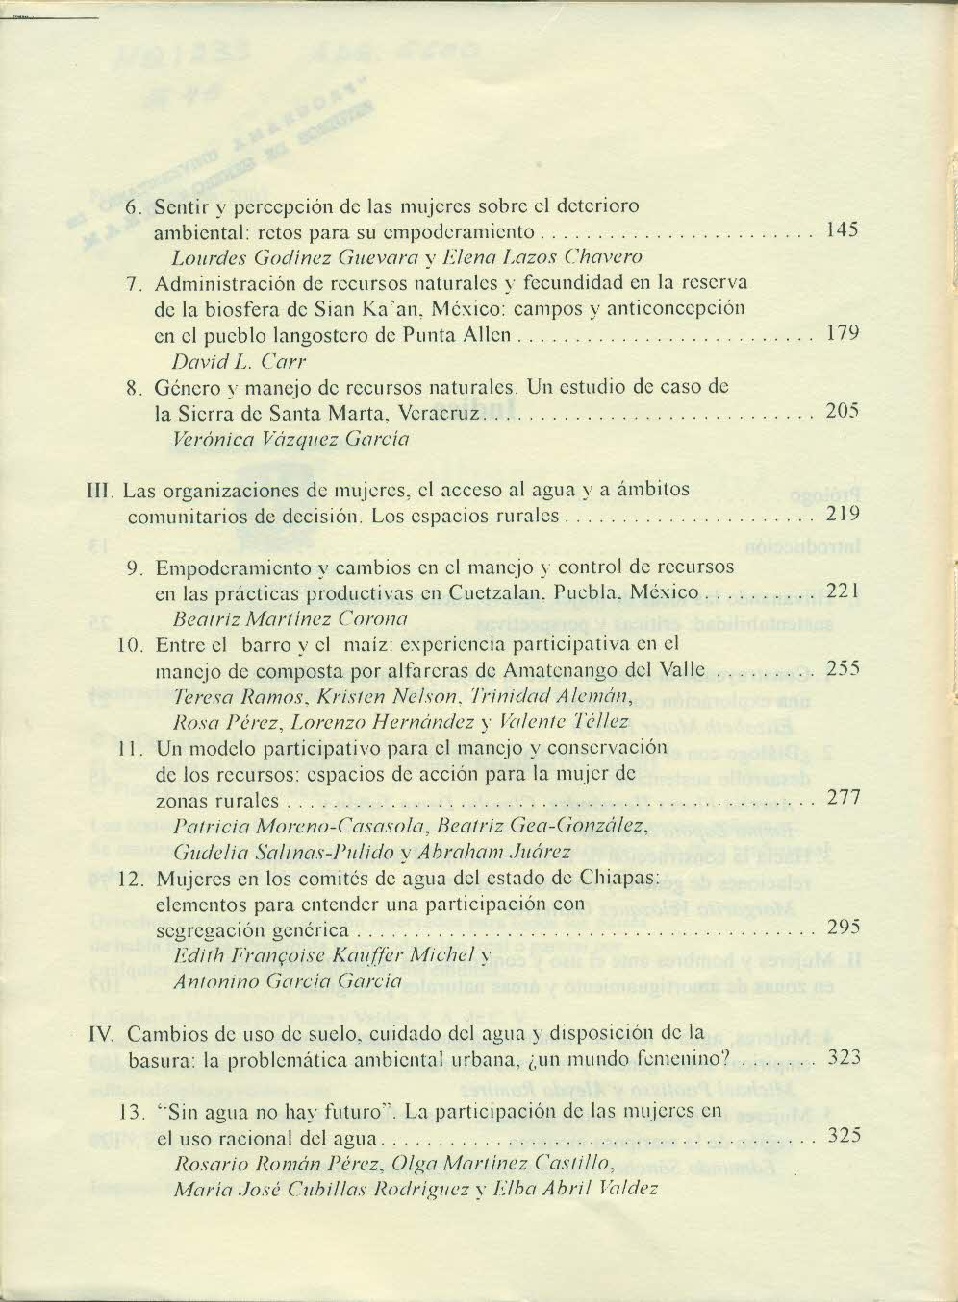 6. Sentir y percepción de las mujeres sobre el deterioro
ambiental: retos para su empoderamiento . . . . . . . . . . . . . . . . . . . . . . . . 145
Lourdes Godínez Guevara y Elena Lazos Chavero
7. Administración de recursos naturales y fecundidad en la reserva
de la biosfera de Sian Ka'an, México: campos y anticoncepción
en el pueblo langostero de Punta Allen . . . . . . . . . . . . . . . . . . . . . . . . . . 179
David L. Carr
8. Género y manejo de recursos naturales. Un estudio de caso de
la Sierra de Santa Marta, Veracruz. . . . . . . . . . . . . . . . . . . . . . . . . . . . . 205
Verónica Vázquez García
III. Las organizaciones de mujeres, el acceso al agua y a ámbitos
comunitarios de decisión. Los espacios rurales . . . . . . . . . . . . . . . . . . . . . . 219
9. Empoderamiento y cambios en el manejo y control de recursos
en las prácticas productivas en Cuetzalan, Puebla, México . . . . . . . . . . 221
Beatriz Martínez Corona
10. Entre el barro y el maíz: experiencia participativa en el
manejo de composta por alfareras de Amatenango del Valle . . . . . . . . . 255
Teresa Ramos, Kristen Nelson, Trinidad Alemán,
Rosa Pérez, Lorenzo Hernández y Valente Téllez
11. Un modelo participativo para el manejo y conservación
de los recursos: espacios de acción para la mujer de
zonas rurales . . . . . . . . . . . . . . . . . . . . . . . . . . . . . . . . . . . . . . . . . . . . . . 277
Patricia Moreno-Casasola, Beatriz Gea-González,
Gudelia Salinas-Pulido y Abraham Juárez
12. Mujeres en los comités de agua del estado de Chiapas:
elementos para entender una participación con
segregación genérica . . . . . . . . . . . . . . . . . . . . . . . . . . . . . . . . . . . . . . . . 295
Edith Françoise Kauffer Michel y
Antonino García García
IV. Cambios de uso de suelo, cuidado del agua y disposición de la
basura: la problemática ambiental urbana, ¿un mundo femenino? . . . . . . . 323
13. "Sin agua no hay futuro". La participación de las mujeres en
el uso racional del agua. . . . . . . . . . . . . . . . . . . . . . . . . . . . . . . . . . . . . . 325
Rosario Román Pérez, Olga Martínez Castillo,
María José Cubillas Rodríguez y Elba Abril Valdez